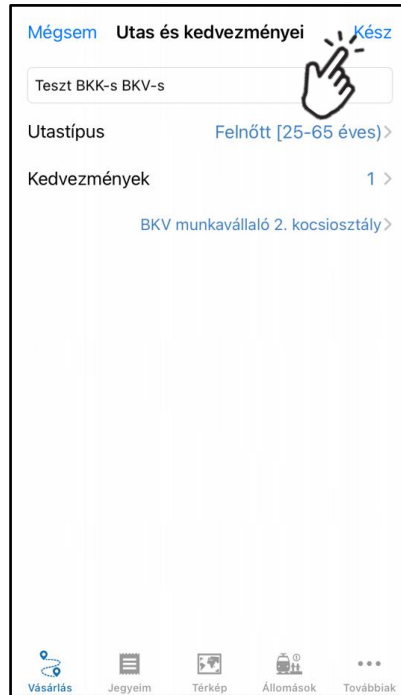 Mégsem Utas és kedvezményei Kész
Teszt BKK-s BKV-s
Utastípus Felnőtt [25-65 éves)
Kedvezmények 1
BKV munkavállaló 2. kocsiosztály
Vásárlás Jegyeim Térkép Állomások Továbbiak